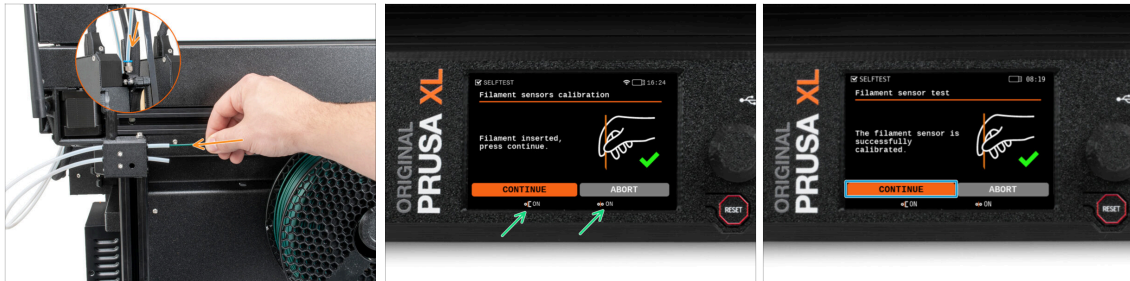 ORIGINAL
PRUSA XL
SELFTEST
16:24
Filament sensors calibration
Filament inserted,
press continue.
CONTINUE
ABORT
ON
ON
RESET
ORIGINAL
PRUSA XL
SELFTEST
08:19
Filament sensor test
The filament sensor is
successfully
calibrated.
CONTINUE
ABORT
ON
ON
RESET